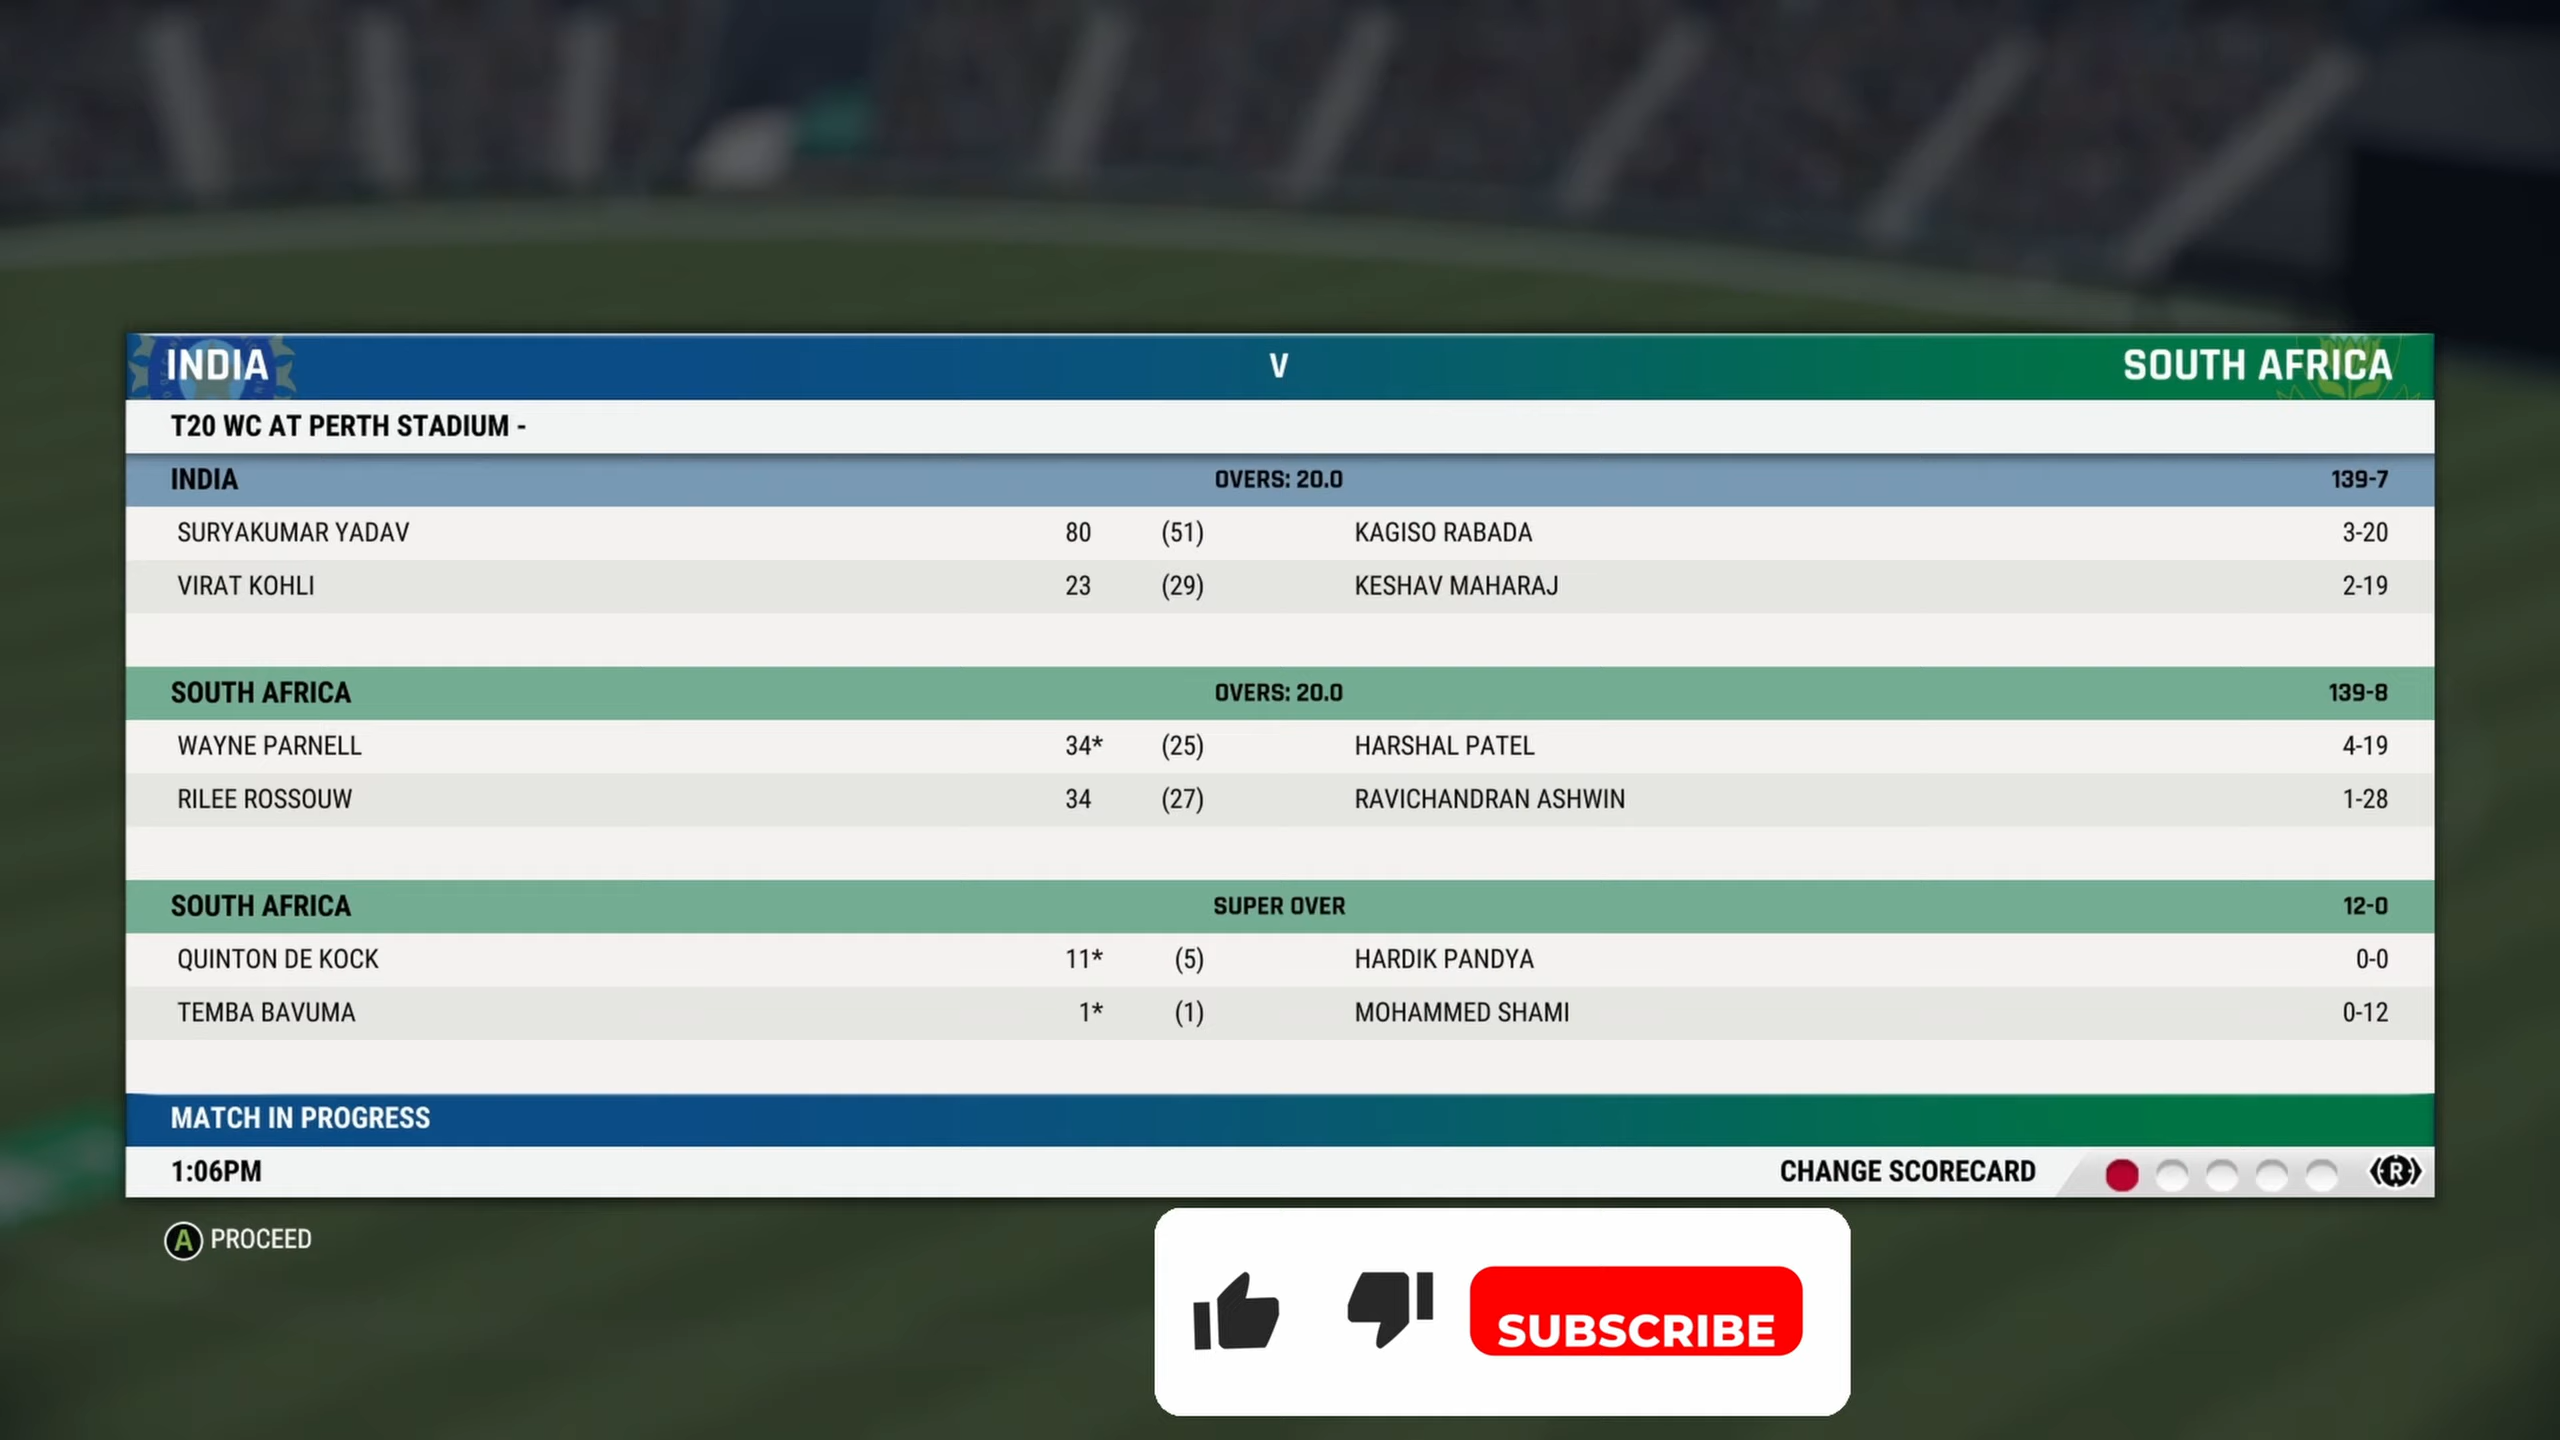 INDIA V SOUTH AFRICA
T20 WC AT PERTH STADIUM -
INDIA OVERS: 20.0 139-7
SURYAKUMAR YADAV 80 (51) KAGISO RABADA 3-20
VIRAT KOHLI 23 (29) KESHAV MAHARAJ 2-19
SOUTH AFRICA OVERS: 20.0 139-8
WAYNE PARNELL 34* (25) HARSHAL PATEL 4-19
RILEE ROSSOUW 34 (27) RAVICHANDRAN ASHWIN 1-28
SOUTH AFRICA SUPER OVER 12-0
QUINTON DE KOCK 11* (5) HARDIK PANDYA 0-0
TEMBA BAVUMA 1* (1) MOHAMMED SHAMI 0-12
MATCH IN PROGRESS
1:06PM CHANGE SCORECARD R
A PROCEED
SUBSCRIBE